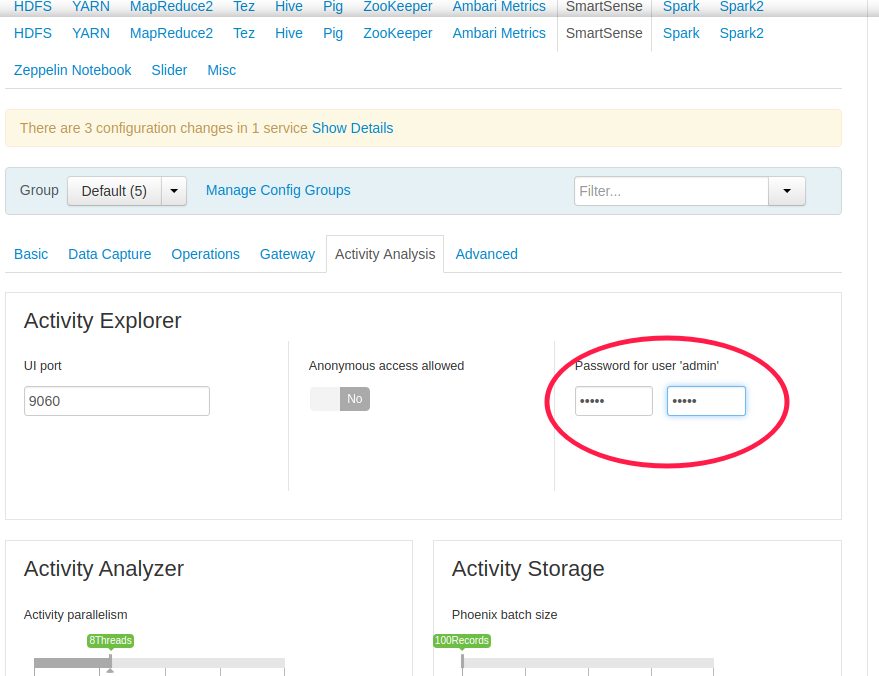 HDFS YARN MapReduce2 Tez Hive Pig ZooKeeper Ambari Metrics SmartSense Spark Spark2
HDFS YARN MapReduce2 Tez Hive Pig ZooKeeper Ambari Metrics SmartSense Spark Spark2
Zeppelin Notebook Slider Misc
There are 3 configuration changes in 1 service Show Details
Group Default (5) Manage Config Groups Filter...
Basic Data Capture Operations Gateway Activity Analysis Advanced
Activity Explorer
UI port Anonymous access allowed Password for user 'admin'
9060 No ••••• •••••
Activity Analyzer Activity Storage
Activity parallelism Phoenix batch size
8Threads 100Records